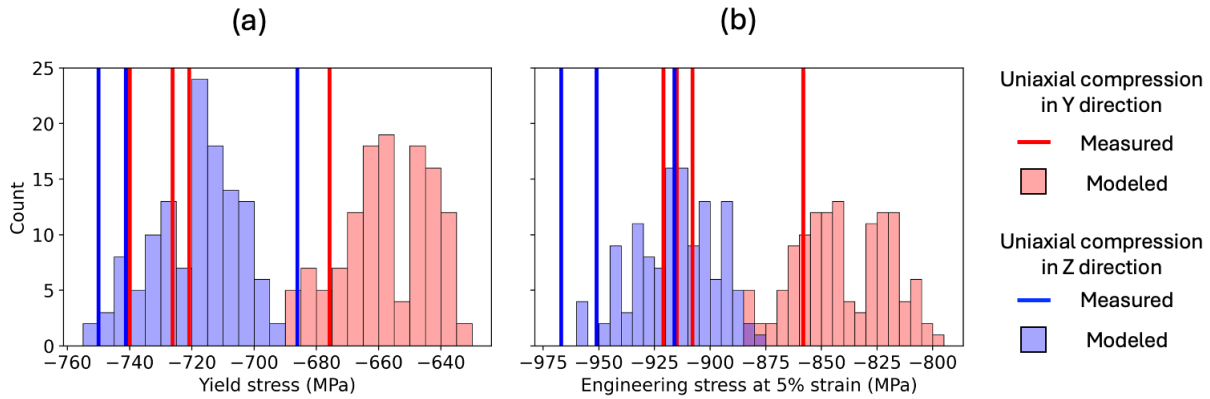 (a)
(b)
25
20
15
10
5
0
Count
−760
−740
−720
−700
−680
−660
−640
Yield stress (MPa)
−975
−950
−925
−900
−875
−850
−825
−800
Engineering stress at 5% strain (MPa)
Uniaxial compression
in Y direction
Measured
Modeled
Uniaxial compression
in Z direction
Measured
Modeled